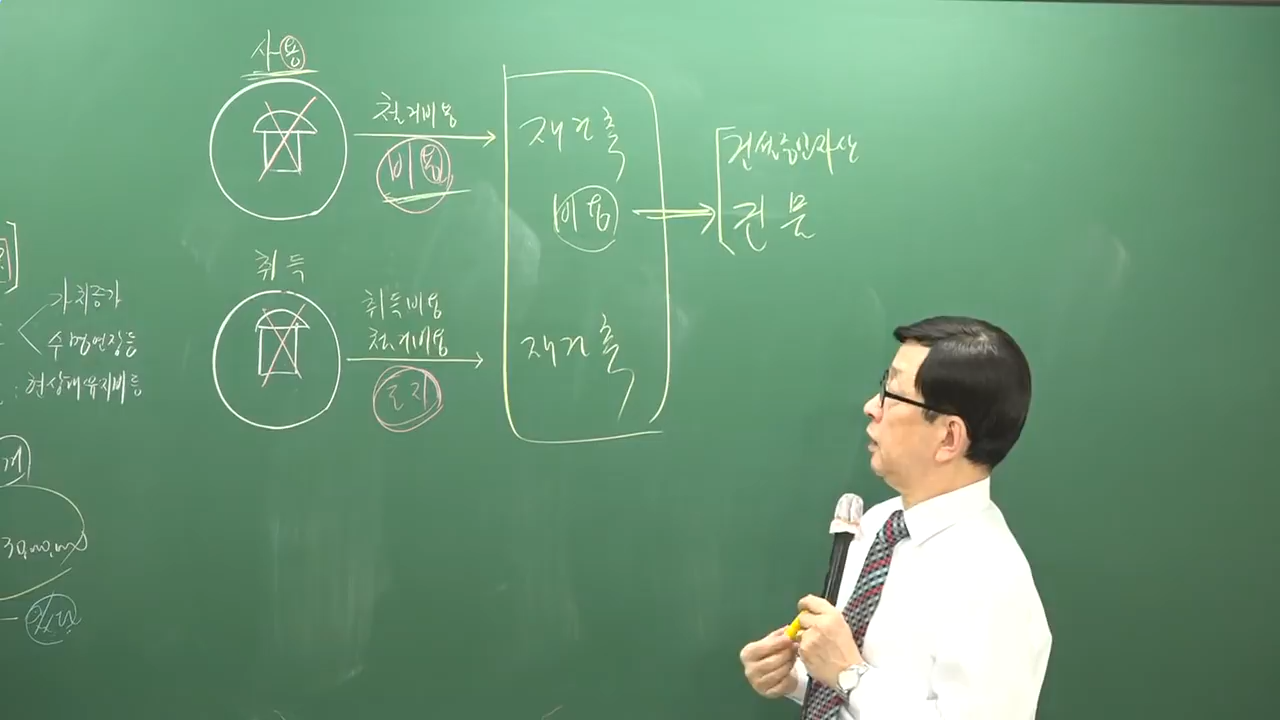 사용
철거비용
비용
재건축
비용
건설중인자산
건물
취득
취득비용
철거비용
토지
재건축
가치증가
수명연장등
: 현상태유지비등